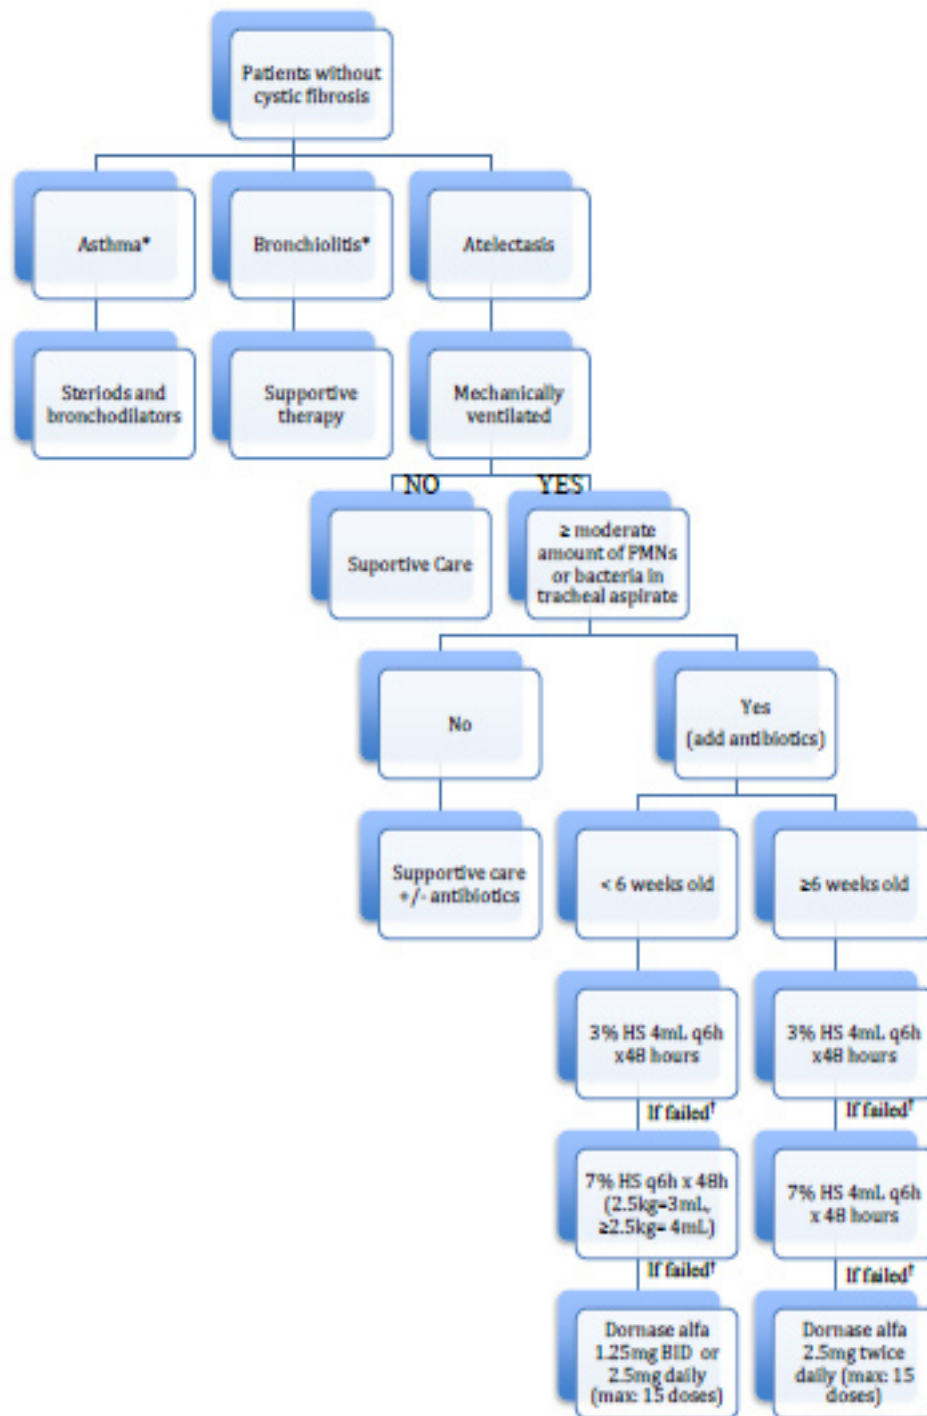 Patients without
cystic fibrosis
Asthma*
Bronchiolitis*
Atelectasis
Steriods and
bronchodilators
Supportive
therapy
Mechanically
ventilated
NO
YES
Suportive Care
≥ moderate
amount of PMNs
or bacteria in
tracheal aspirate
No
Yes
(add antibiotics)
Supportive care
+/- antibiotics
< 6 weeks old
≥6 weeks old
3% HS 4mL q6h
x48 hours
3% HS 4mL q6h
x48 hours
If failed†
If failed†
7% HS q6h x 48h
(2.5kg=3mL,
≥2.5kg= 4mL)
7% HS 4mL q6h
x 48 hours
If failed†
If failed†
Dornase alfa
1.25mg BID or
2.5mg daily
(max: 15 doses)
Dornase alfa
2.5mg twice
daily (max: 15
doses)